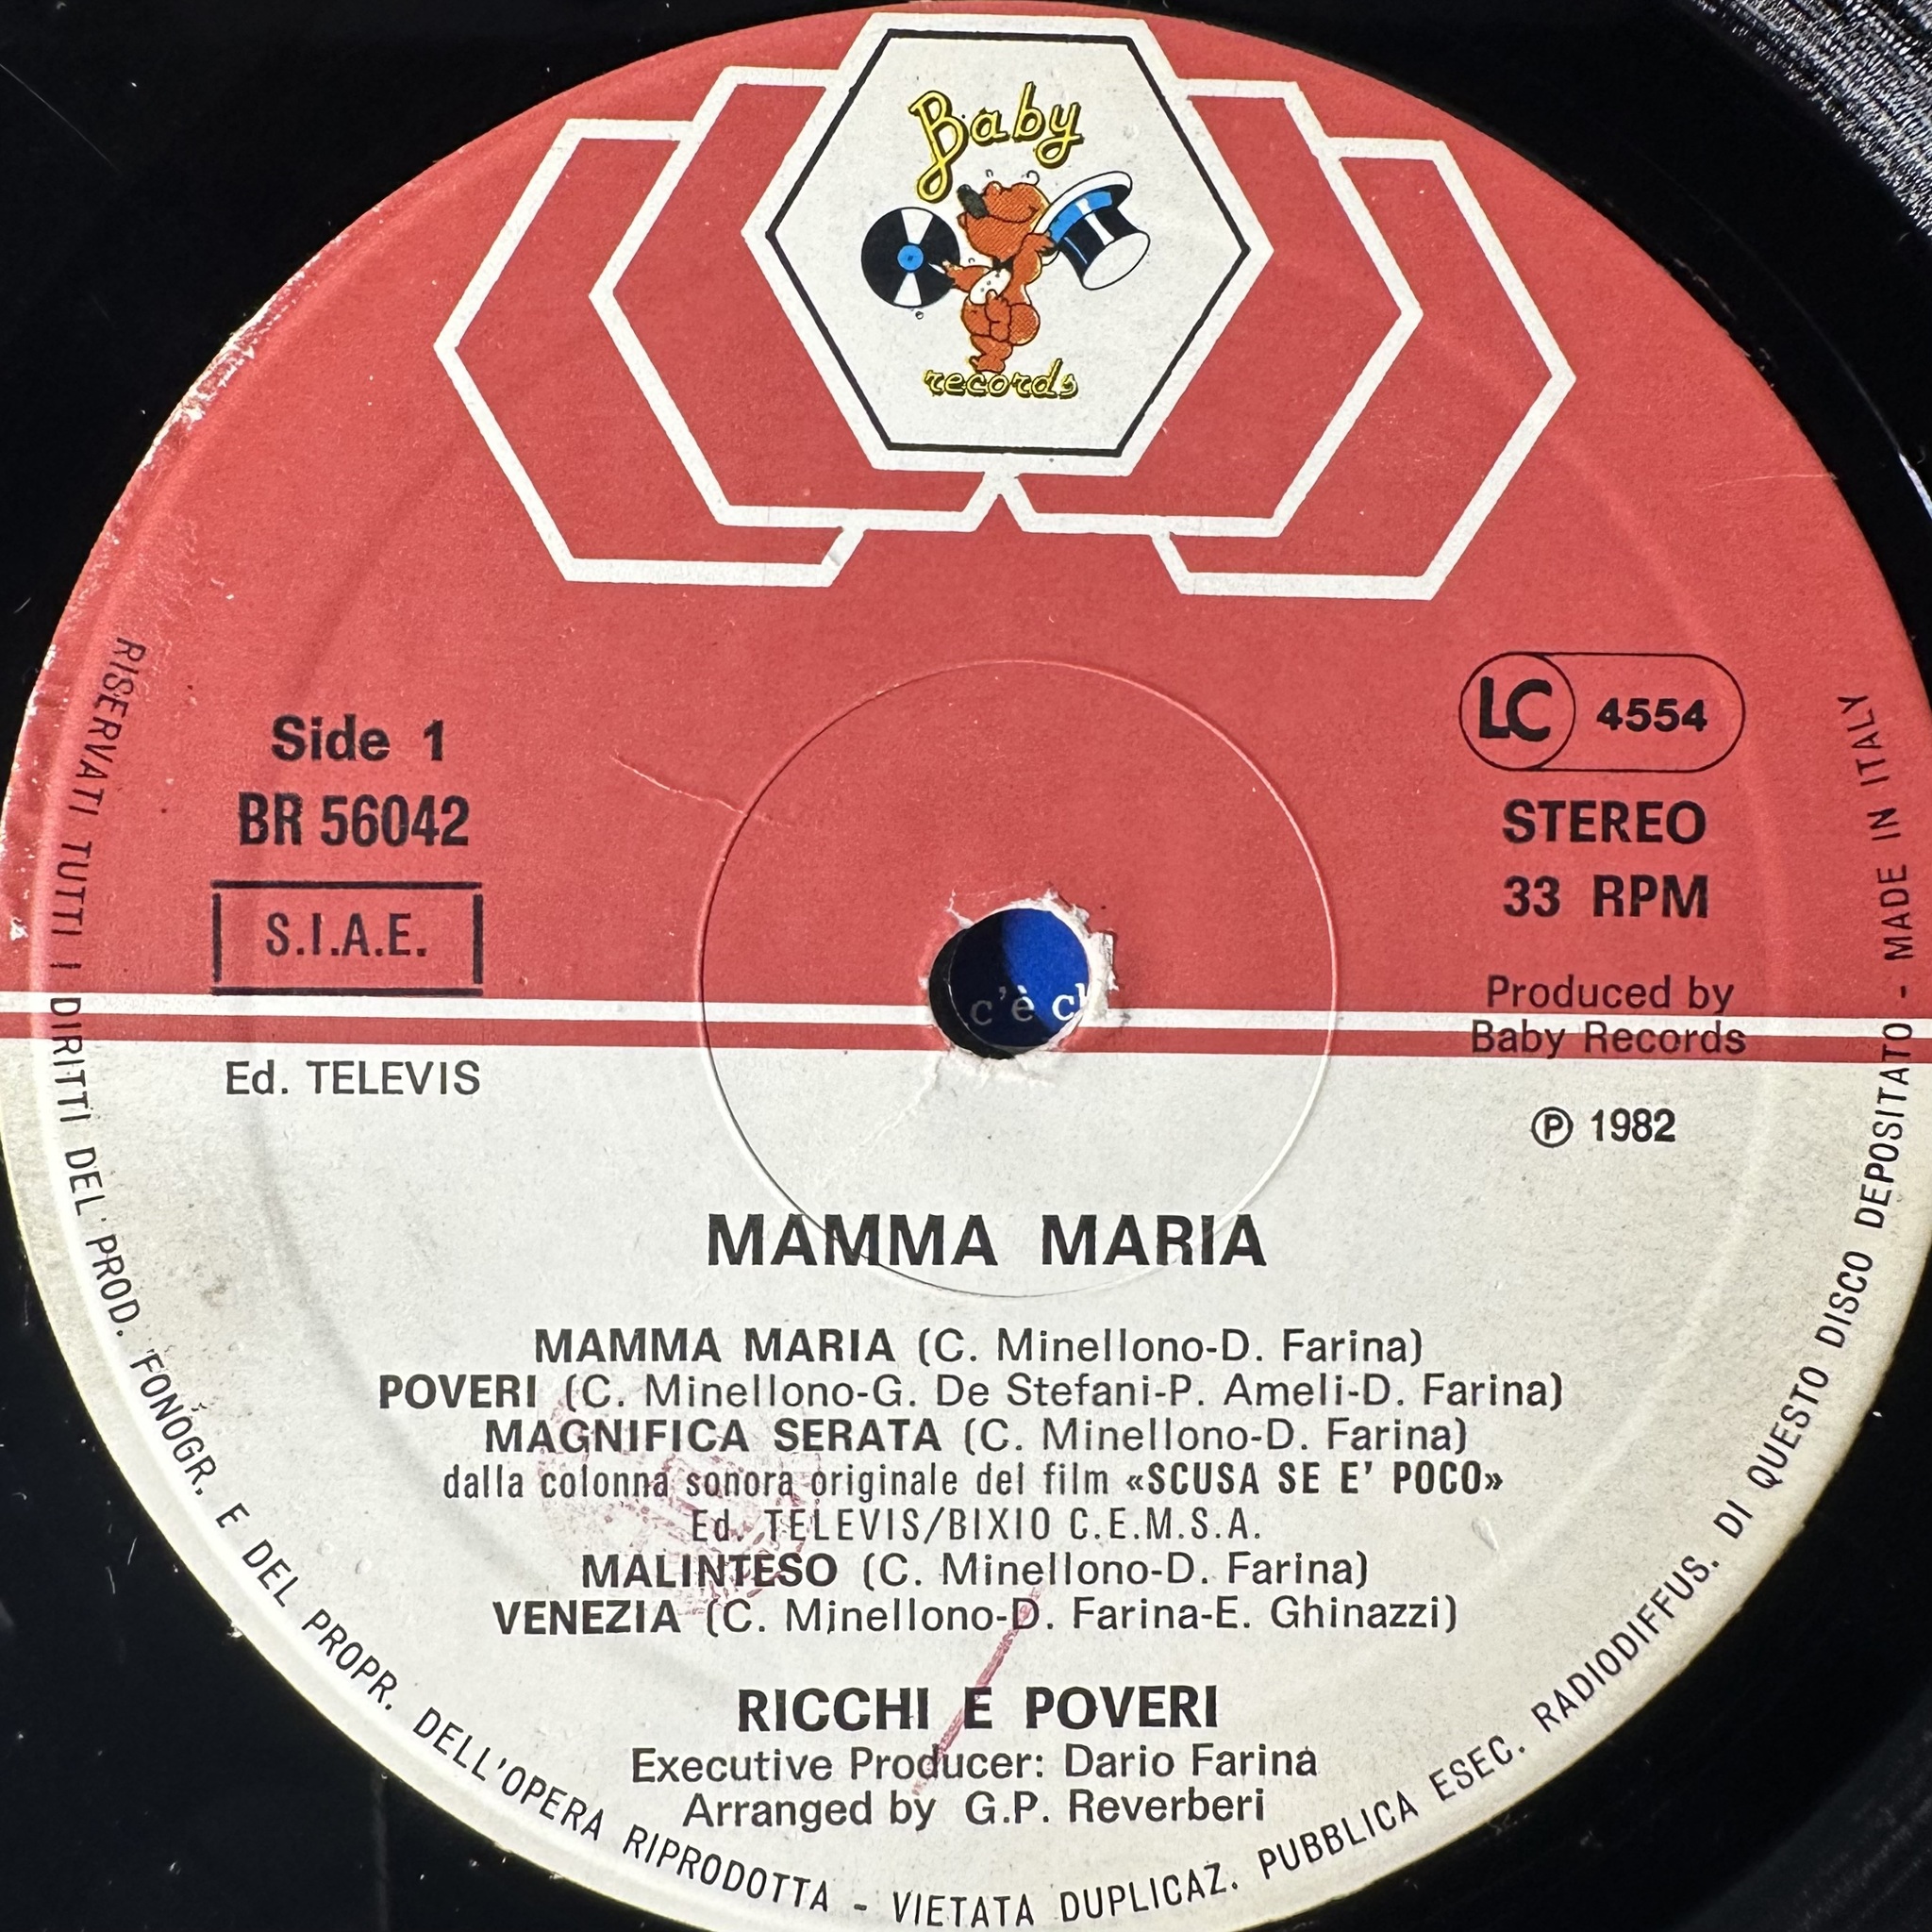 Baby
records
Side 1
BR 56042
S.I.A.E.
Ed. TELEVIS
LC 4554
STEREO
33 RPM
Produced by
Baby Records
℗ 1982
c'è
MAMMA MARIA
MAMMA MARIA (C. Minellono-D. Farina)
POVERI (C. Minellono-G. De Stefani-P. Ameli-D. Farina)
MAGNIFICA SERATA (C. Minellono-D. Farina)
dalla colonna sonora originale del film «SCUSA SE E' POCO»
Ed. TELEVIS/BIXIO C.E.M.S.A.
MALINTESO (C. Minellono-D. Farina)
VENEZIA (C. Minellono-D. Farina-E. Ghinazzi)
RICCHI E POVERI
Executive Producer: Dario Farina
Arranged by G.P. Reverberi
RISERVATI TUTTI I DIRITTI DEL PROD. FONOGR. E DEL PROPR. DELL'OPERA RIPRODOTTA - VIETATA DUPLICAZ. PUBBLICA ESEC. RADIODIFFUS. DI QUESTO DISCO DEPOSITATO - MADE IN ITALY